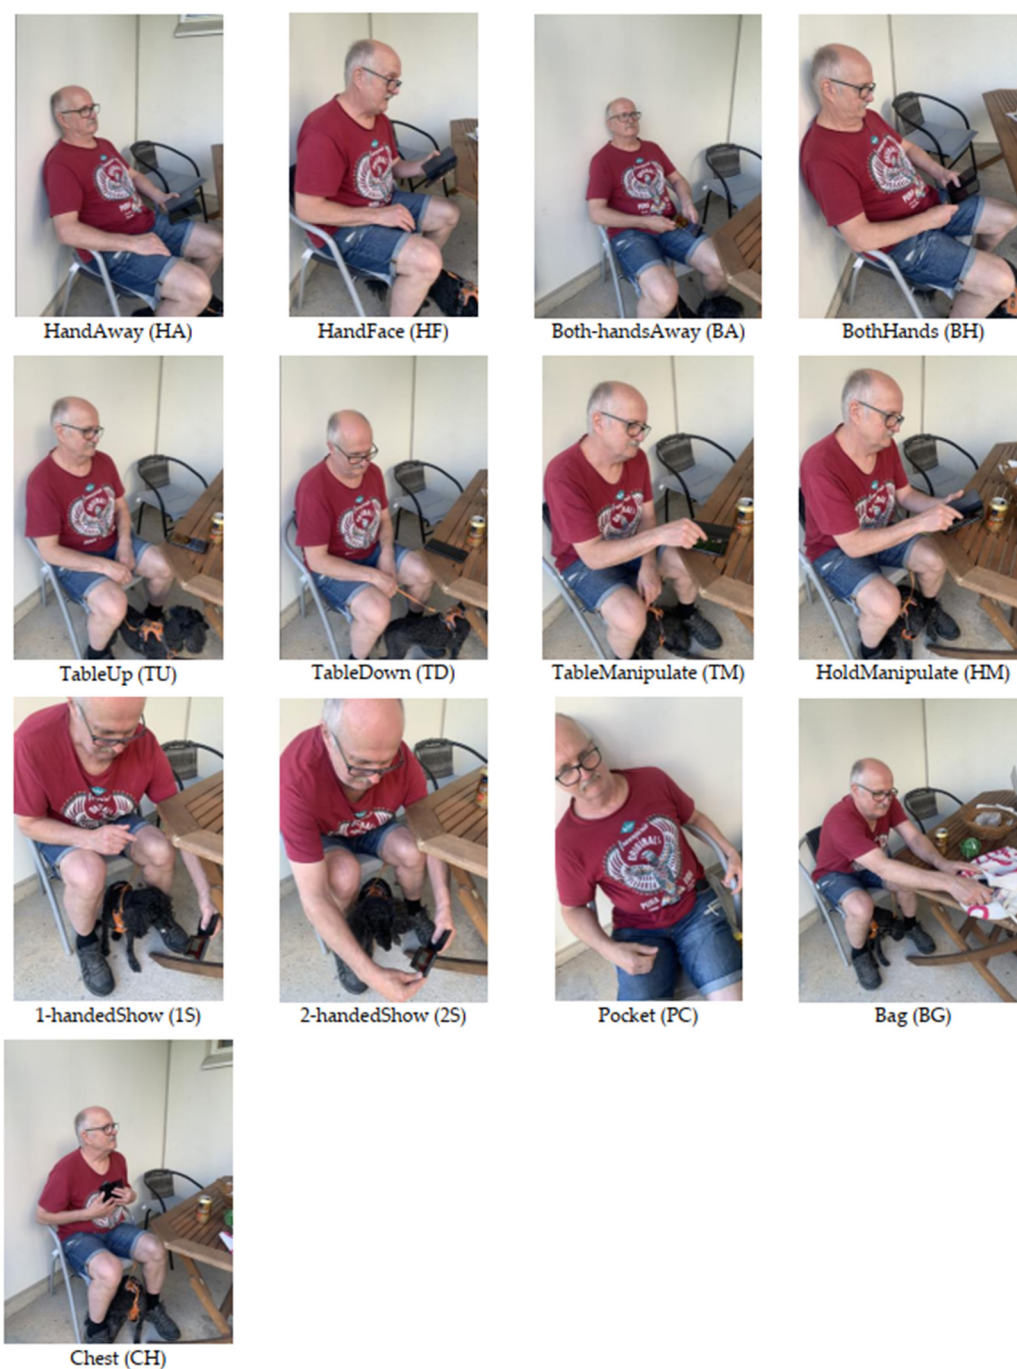 HandAway (HA)
HandFace (HF)
Both-handsAway (BA)
BothHands (BH)
TableUp (TU)
TableDown (TD)
TableManipulate (TM)
HoldManipulate (HM)
1-handedShow (1S)
2-handedShow (2S)
Pocket (PC)
Bag (BG)
Chest (CH)